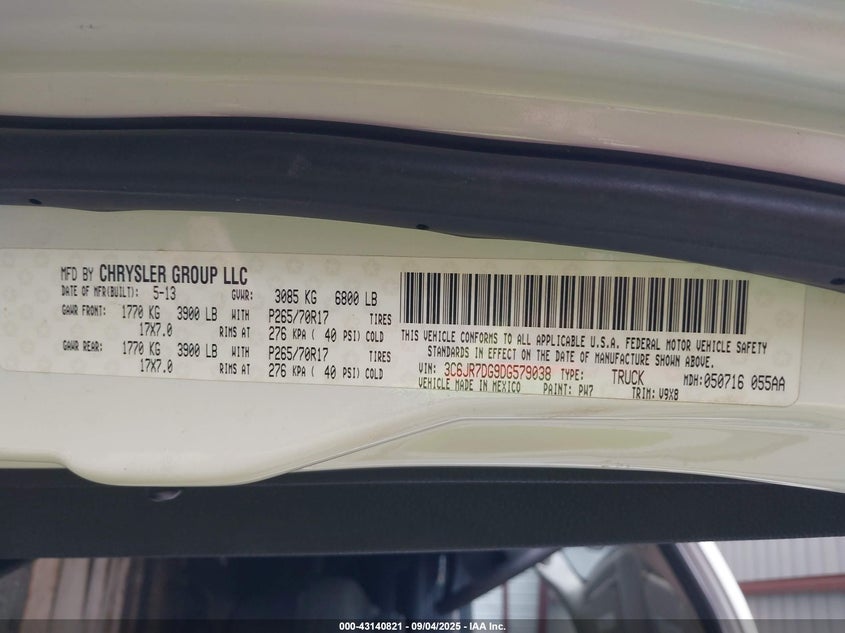 MFD BY CHRYSLER GROUP LLC
DATE OF MFR(BUILT): 5-13 GVWR: 3085 KG 6800 LB
GAWR FRONT: 1770 KG 3900 LB WITH P265/70R17 TIRES
17X7.0 RIMS AT 276 KPA ( 40 PSI) COLD
GAWR REAR: 1770 KG 3900 LB WITH P265/70R17 TIRES
17X7.0 RIMS AT 276 KPA ( 40 PSI) COLD
THIS VEHICLE CONFORMS TO ALL APPLICABLE U.S.A. FEDERAL MOTOR VEHICLE SAFETY
STANDARDS IN EFFECT ON THE DATE OF MANUFACTURE SHOWN ABOVE.
VIN: 3C6JR7DG9DG579038 TYPE: TRUCK MDH:050716 055AA
VEHICLE MADE IN MEXICO PAINT: PW7 TRIM: V9X8
000-43140821 - 09/04/2025 - IAA Inc.